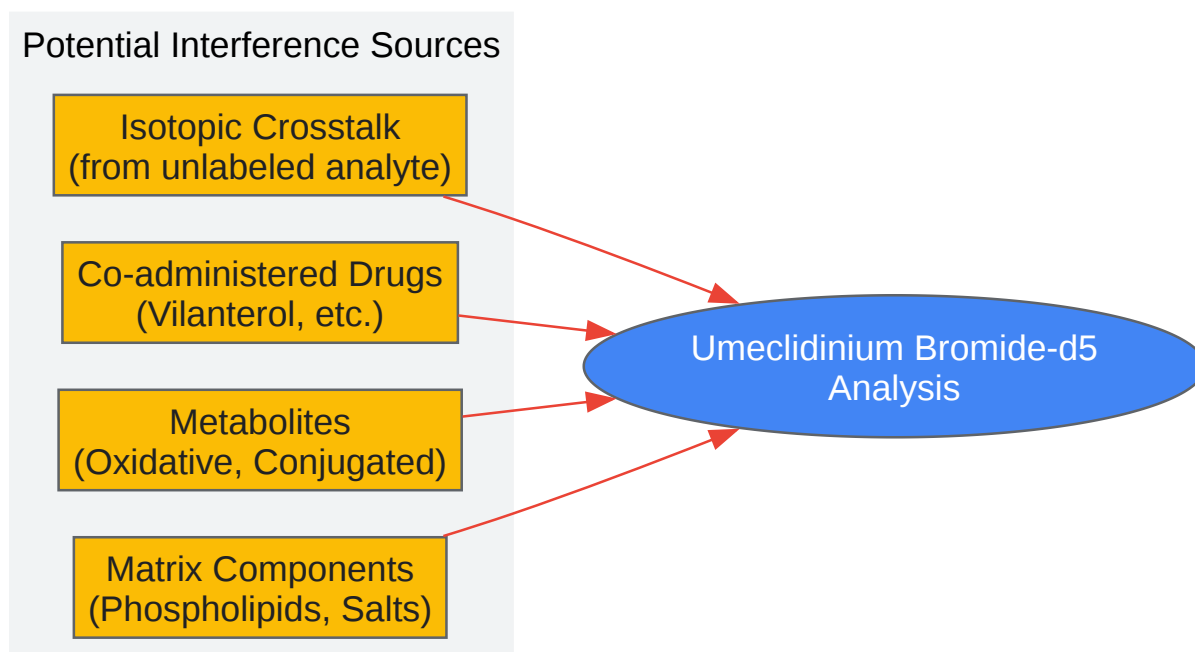 Potential Interference Sources
Isotopic Crosstalk
(from unlabeled analyte)
Co-administered Drugs
(Vilanterol, etc.)
Metabolites
(Oxidative, Conjugated)
Matrix Components
(Phospholipids, Salts)
Umeclidinium Bromide-d5
Analysis